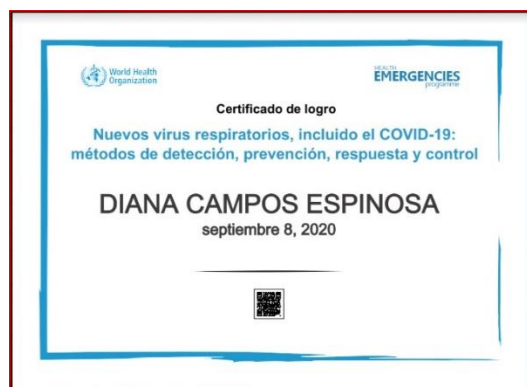 World Health
Organization
HEALTH
EMERGENCIES
programme
Certificado de logro
Nuevos virus respiratorios, incluido el COVID-19:
métodos de detección, prevención, respuesta y control
DIANA CAMPOS ESPINOSA
septiembre 8, 2020